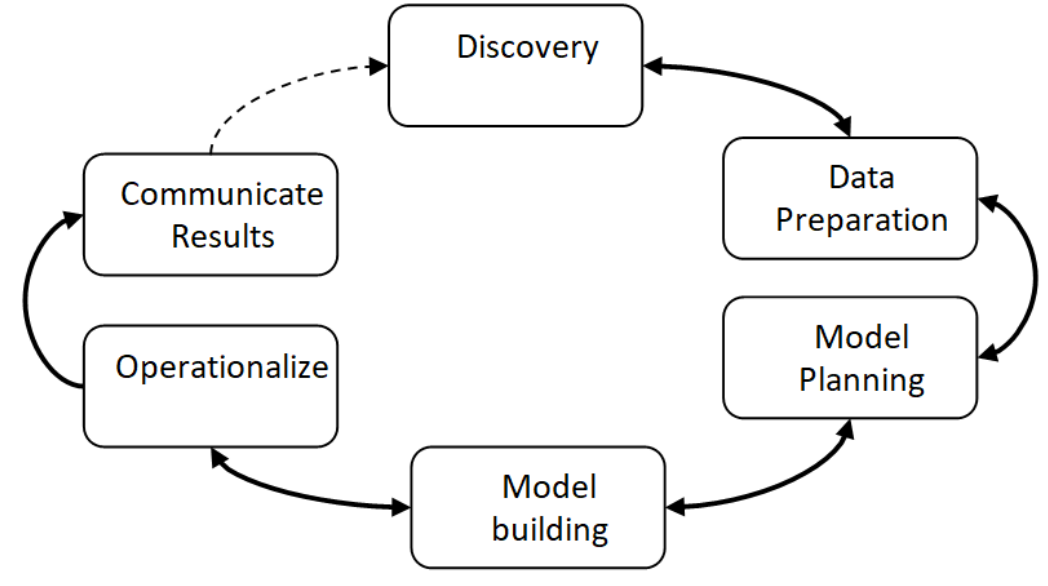 Discovery
Data
Preparation
Model
Planning
Model
building
Operationalize
Communicate
Results